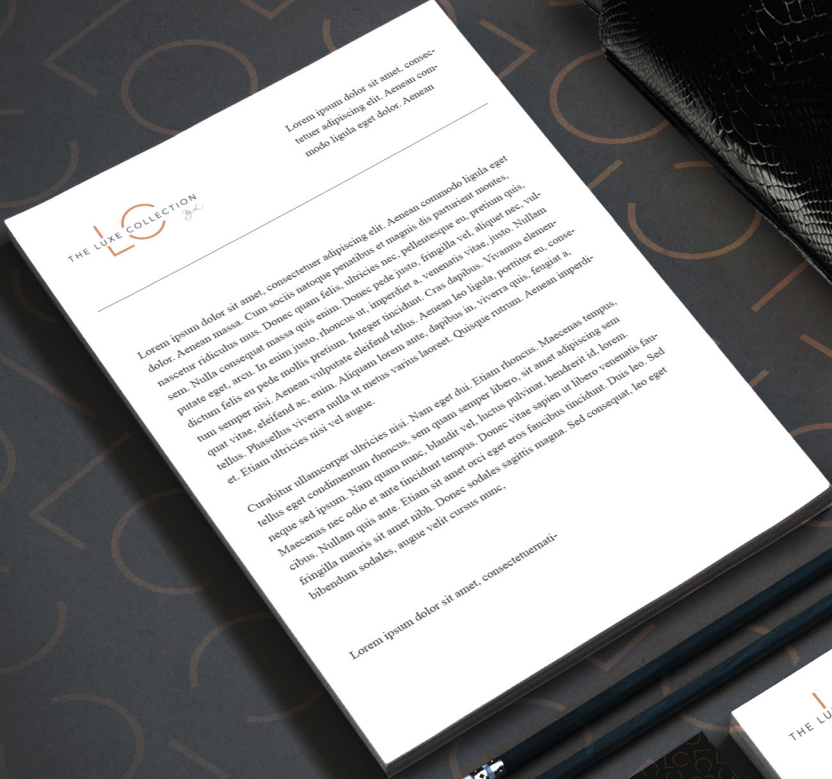 Lorem ipsum dolor sit amet, consec-
tetuer adipiscing elit. Aenean com-
modo ligula eget dolor. Aenean
LC
THE LUXE COLLECTION
Lorem ipsum dolor sit amet, consectetuer adipiscing elit. Aenean commodo ligula eget
dolor. Aenean massa. Cum sociis natoque penatibus et magnis dis parturient montes,
nascetur ridiculus mus. Donec quam felis, ultricies nec, pellentesque eu, pretium quis,
sem. Nulla consequat massa quis enim. Donec pede justo, fringilla vel, aliquet nec, vul-
putate eget, arcu. In enim justo, rhoncus ut, imperdiet a, venenatis vitae, justo. Nullam
dictum felis eu pede mollis pretium. Integer tincidunt. Cras dapibus. Vivamus elemen-
tum semper nisi. Aenean vulputate eleifend tellus. Aenean leo ligula, porttitor eu, conse-
quat vitae, eleifend ac, enim. Aliquam lorem ante, dapibus in, viverra quis, feugiat a,
tellus. Phasellus viverra nulla ut metus varius laoreet. Quisque rutrum. Aenean imperdi-
et. Etiam ultricies nisi vel augue.
Curabitur ullamcorper ultricies nisi. Nam eget dui. Etiam rhoncus. Maecenas tempus,
tellus eget condimentum rhoncus, sem quam semper libero, sit amet adipiscing sem
neque sed ipsum. Nam quam nunc, blandit vel, luctus pulvinar, hendrerit id, lorem.
Maecenas nec odio et ante tincidunt tempus. Donec vitae sapien ut libero venenatis fau-
cibus. Nullam quis ante. Etiam sit amet orci eget eros faucibus tincidunt. Duis leo. Sed
fringilla mauris sit amet nibh. Donec sodales sagittis magna. Sed consequat, leo eget
bibendum sodales, augue velit cursus nunc,
Lorem ipsum dolor sit amet, consectetuernati-
THE LU
LC